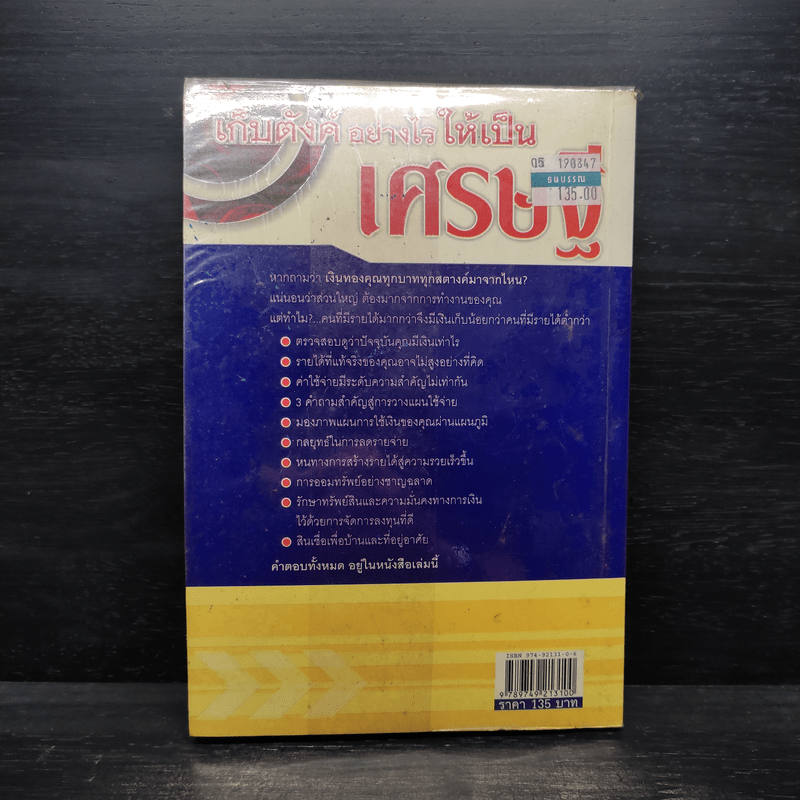 เก็บตังค์ อย่างไร ให้เป็น
เศรษฐี
05 190347
ธนบรรณ
135.00
หากถามว่า เงินทองคุณทุกบาททุกสตางค์มาจากไหน?
แน่นอนว่าส่วนใหญ่ ต้องมาจากการทำงานของคุณ
แต่ทำไม?...คนที่มีรายได้มากกว่าจึงมีเงินเก็บน้อยกว่าคนที่มีรายได้ต่ำกว่า
ตรวจสอบดูว่าปัจจุบันคุณมีเงินเท่าไร
รายได้ที่แท้จริงของคุณอาจไม่สูงอย่างที่คิด
ค่าใช้จ่ายมีระดับความสำคัญไม่เท่ากัน
3 คำถามสำคัญสู่การวางแผนใช้จ่าย
มองภาพแผนการใช้เงินของคุณผ่านแผนภูมิ
กลยุทธ์ในการลดรายจ่าย
หนทางการสร้างรายได้สู่ความรวยเร็วขึ้น
การออมทรัพย์อย่างชาญฉลาด
รักษาทรัพย์สินและความมั่นคงทางการเงิน
ไว้ด้วยการจัดการลงทุนที่ดี
สินเชื่อเพื่อบ้านและที่อยู่อาศัย
คำตอบทั้งหมด อยู่ในหนังสือเล่มนี้
ISBN 974-92131-0-6
9 789749 213100
ราคา 135 บาท